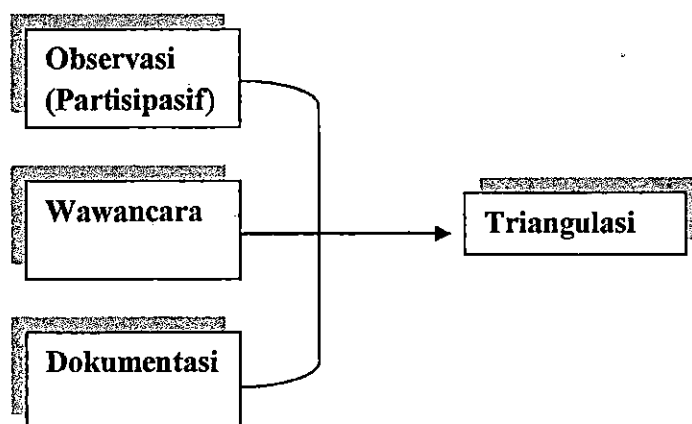 Observasi
(Partisipasif)
Wawancara
Triangulasi
Dokumentasi